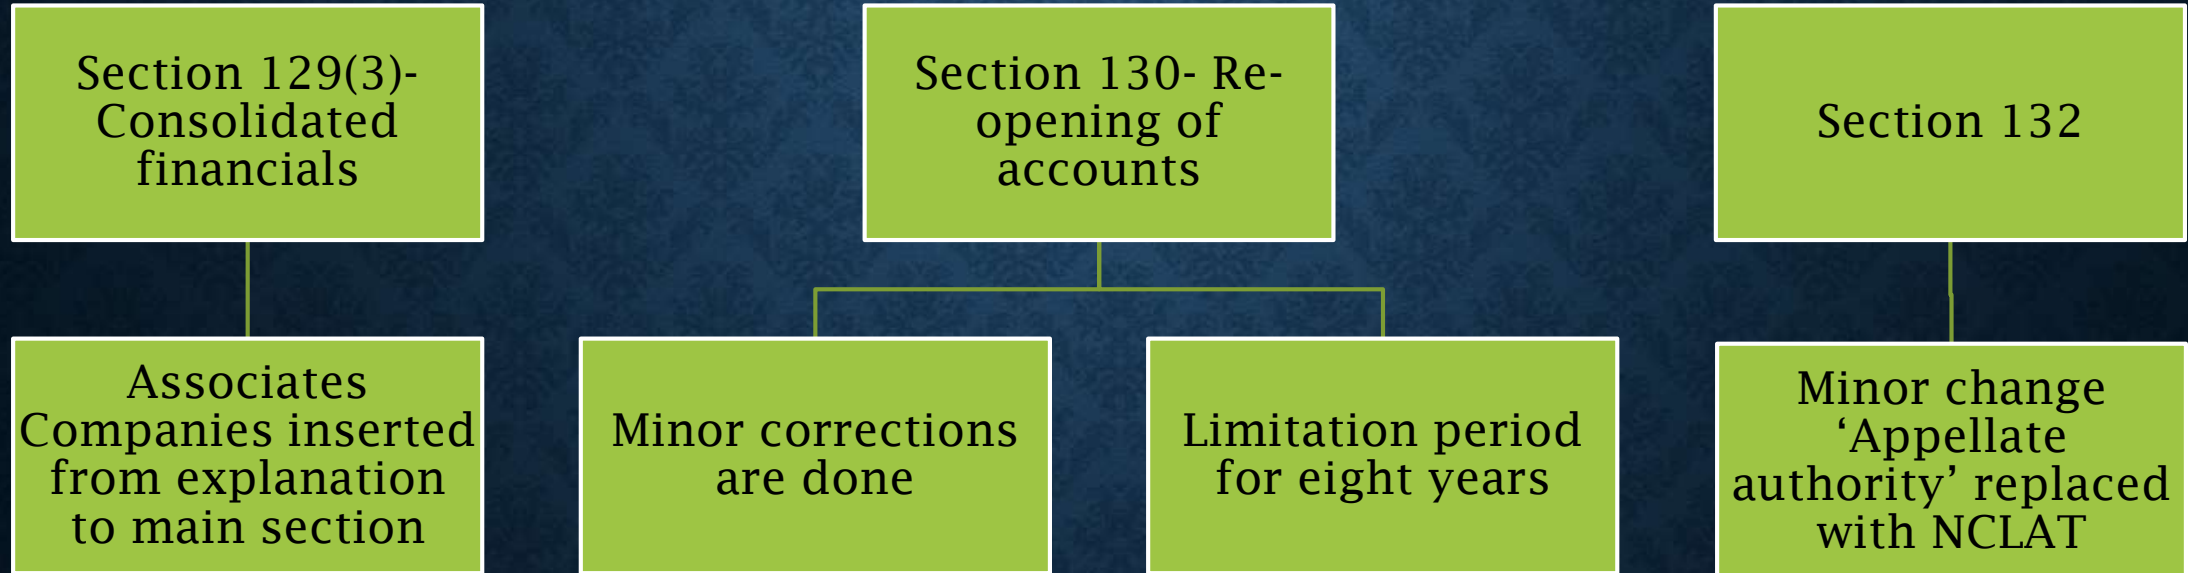 Section 129(3)-
Consolidated
financials
Associates
Companies inserted
from explanation
to main section
Section 130- Re-
opening of
accounts
Minor corrections
are done
Limitation period
for eight years
Section 132
Minor change
‘Appellate
authority’ replaced
with NCLAT